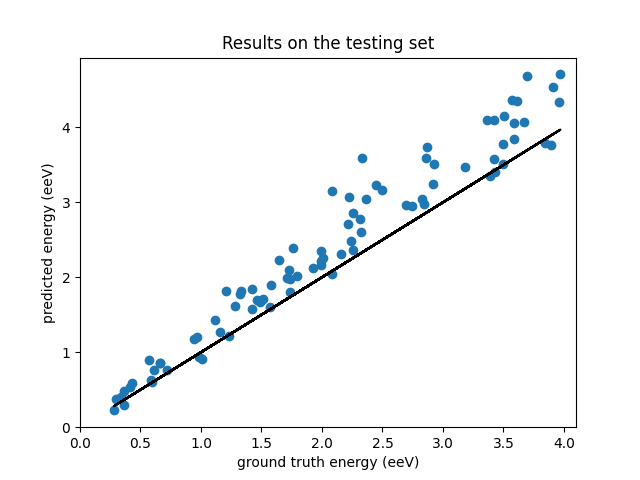 Results on the testing set
predicted energy (eeV)
4
3
2
1
0
0.0 0.5 1.0 1.5 2.0 2.5 3.0 3.5 4.0
ground truth energy (eeV)